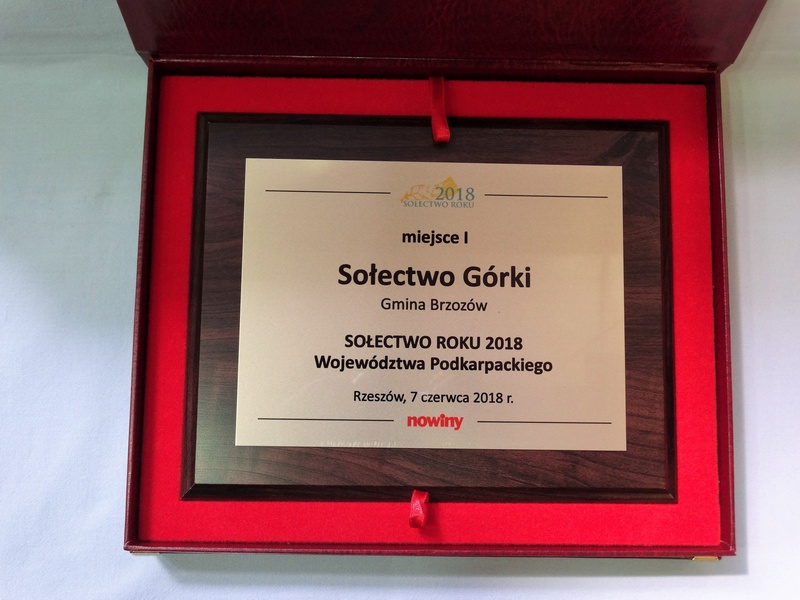 2018
SOŁECTWO ROKU
miejsce I
Sołectwo Górki
Gmina Brzozów
SOŁECTWO ROKU 2018
Województwa Podkarpackiego
Rzeszów, 7 czerwca 2018 r.
nowiny